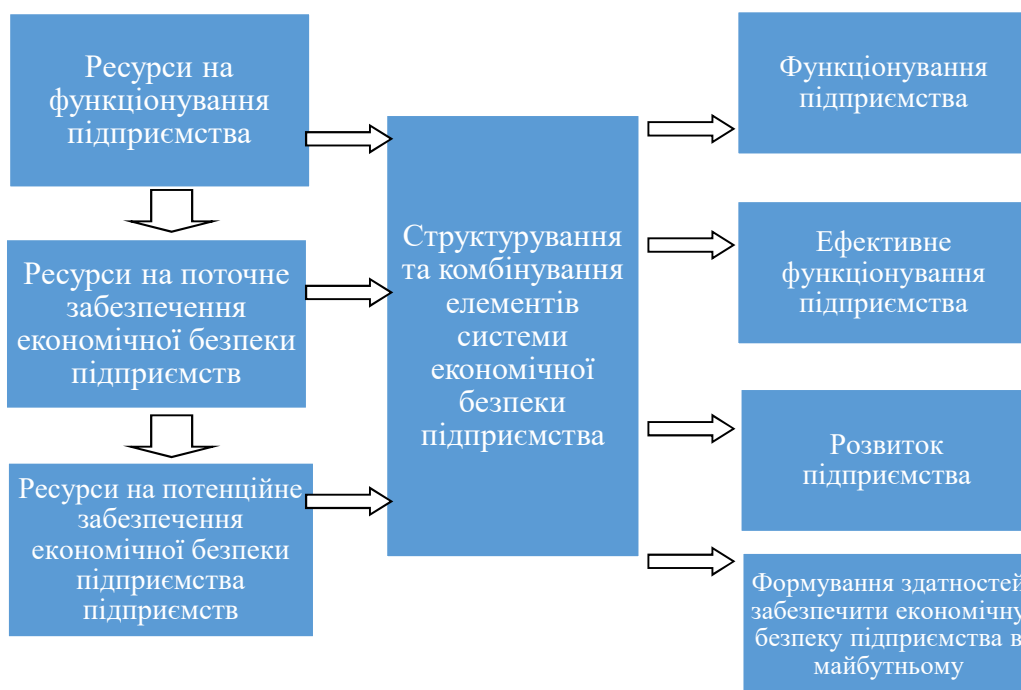 Ресурси на
функціонування
підприємства
Ресурси на поточне
забезпечення
економічної безпеки
підприємств
Ресурси на потенційне
забезпечення
економічної безпеки
підприємства
підприємств
Структурування
та комбінування
елементів
системи
економічної
безпеки
підприємства
Функціонування
підприємства
Ефективне
функціонування
підприємства
Розвиток
підприємства
Формування здатностей
забезпечити економічну
безпеку підприємства в
майбутньому